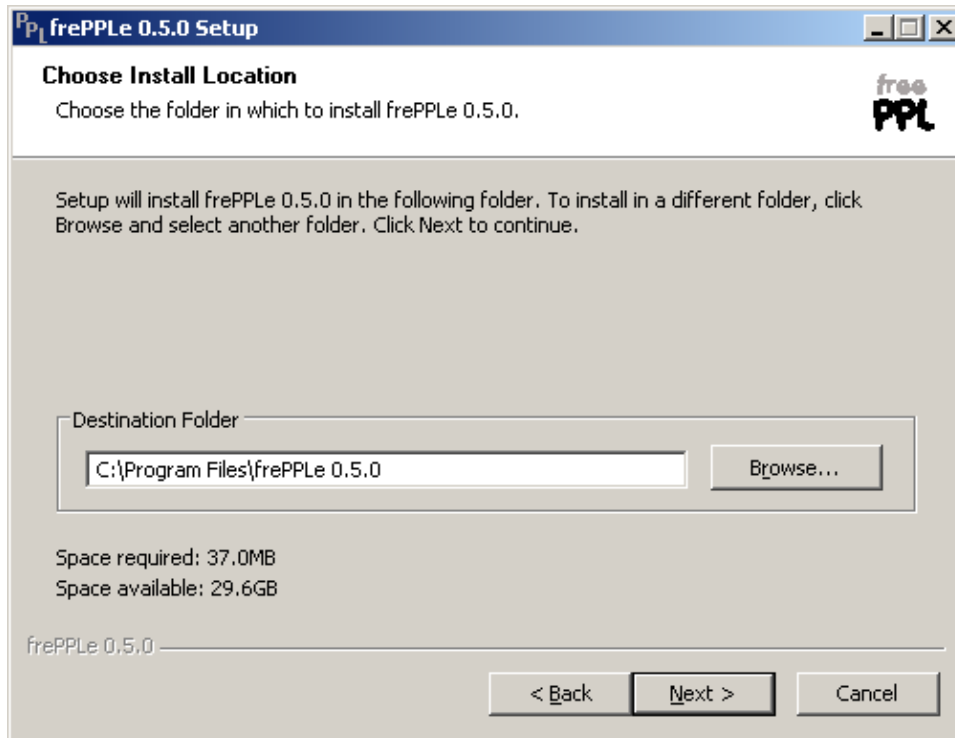 PPL frePPLe 0.5.0 Setup
Choose Install Location
Choose the folder in which to install frePPLe 0.5.0.
free
PPL
Setup will install frePPLe 0.5.0 in the following folder. To install in a different folder, click
Browse and select another folder. Click Next to continue.
Destination Folder
C:\Program Files\frePPLe 0.5.0
Browse...
Space required: 37.0MB
Space available: 29.6GB
frePPLe 0.5.0
< Back
Next >
Cancel